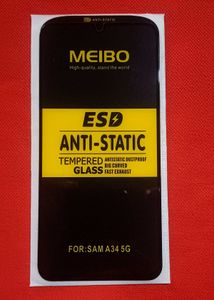 anti-static
MEIBO
High-quality, stand the world
ESD
ANTI-STATIC
TEMPERED GLASS
ANTISTATIC DUSTPROOF
BIG CURVED
FAST EXHAUST
FOR:SAM A34 5G